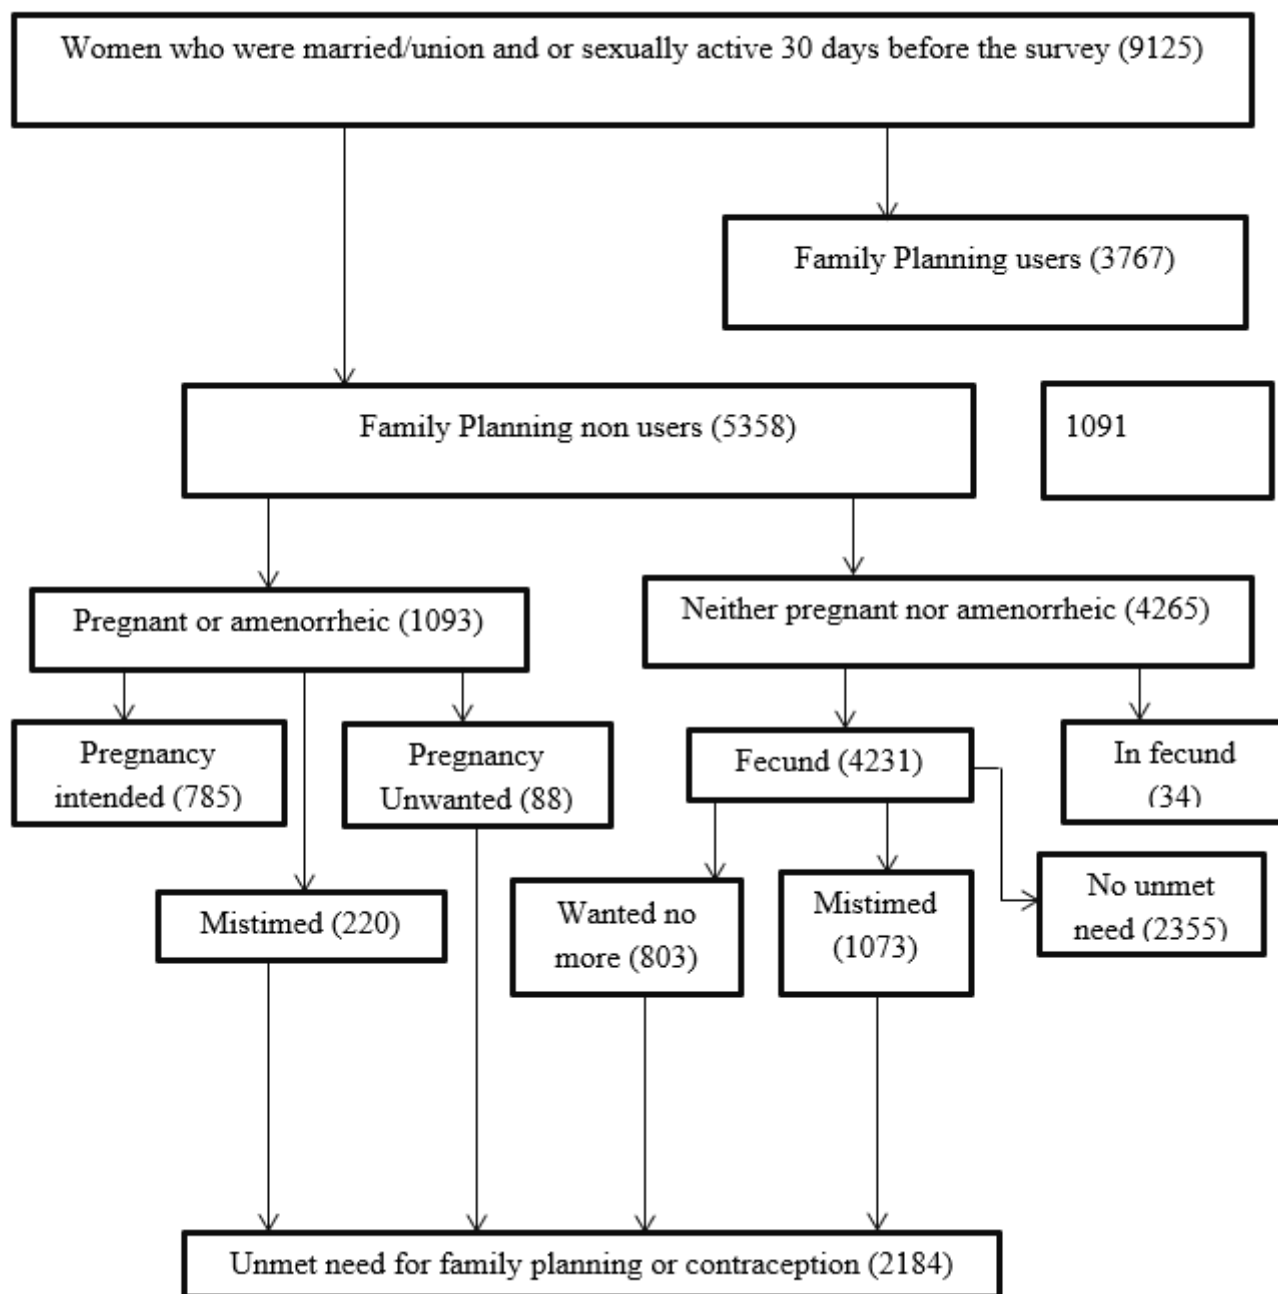 Women who were married/union and or sexually active 30 days before the survey (9125)
Family Planning users (3767)
Family Planning non users (5358)
1091
Pregnant or amenorrheic (1093)
Neither pregnant nor amenorrheic (4265)
Pregnancy
intended (785)
Pregnancy
Unwanted (88)
Fecund (4231)
In fecund
(34)
Mistimed (220)
Wanted no
more (803)
Mistimed
(1073)
No unmet
need (2355)
Unmet need for family planning or contraception (2184)